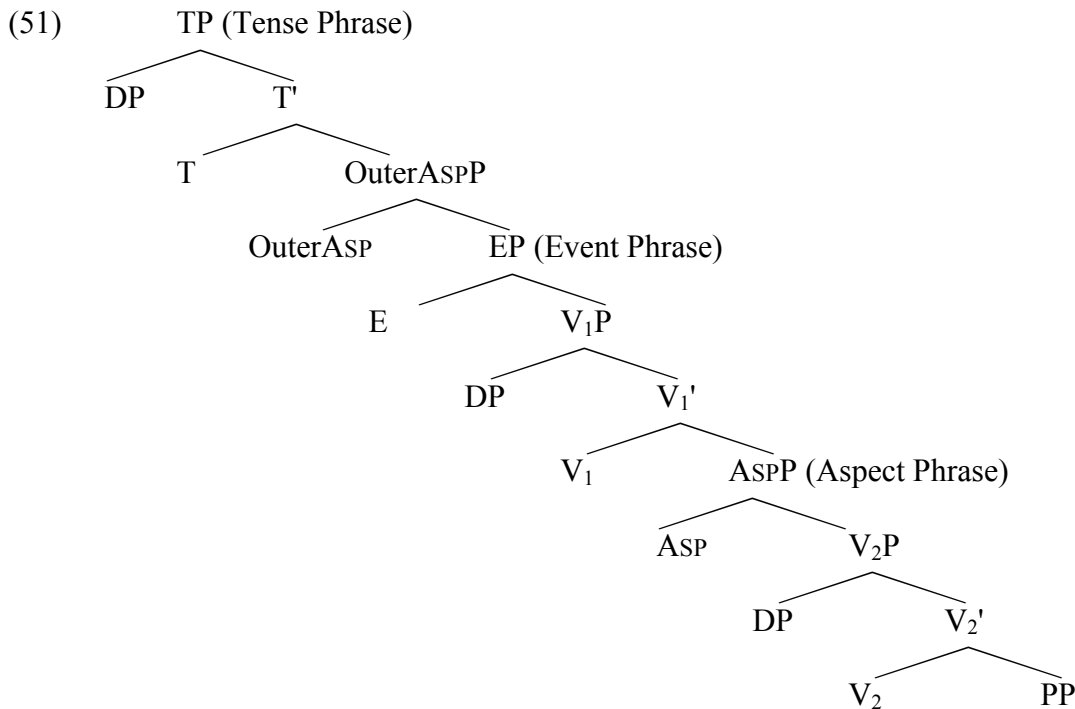 (51) TP (Tense Phrase)
DP T'
T OuterASPP
OuterASP EP (Event Phrase)
E V₁P
DP V₁'
V₁ ASPP (Aspect Phrase)
ASP V₂P
DP V₂'
V₂ PP